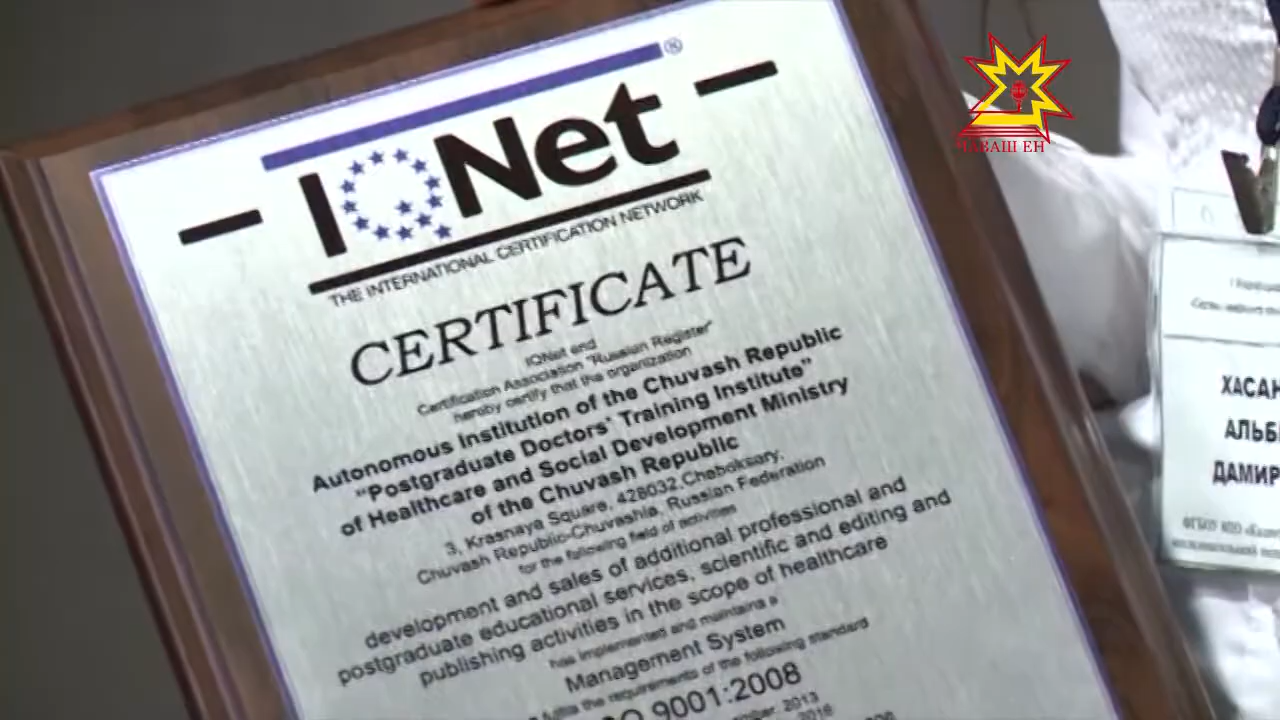 IQNet ®
THE INTERNATIONAL CERTIFICATION NETWORK
CERTIFICATE
IQNet and
Certification Association "Russian Register"
hereby certify that the organization
Autonomous Institution of the Chuvash Republic
"Postgraduate Doctors' Training Institute"
of Healthcare and Social Development Ministry
of the Chuvash Republic
3, Krasnaya Square, 428032, Cheboksary,
Chuvash Republic-Chuvashia, Russian Federation
for the following field of activities
development and sales of additional professional and
postgraduate educational services, scientific and editing and
publishing activities in the scope of healthcare
has implemented and maintains a
Management System
fulfils the requirements of the following standard
9001:2008
2013
2016
ЧАВАШ ЕН
ХАСАН
АЛЬБ
ДАМИР